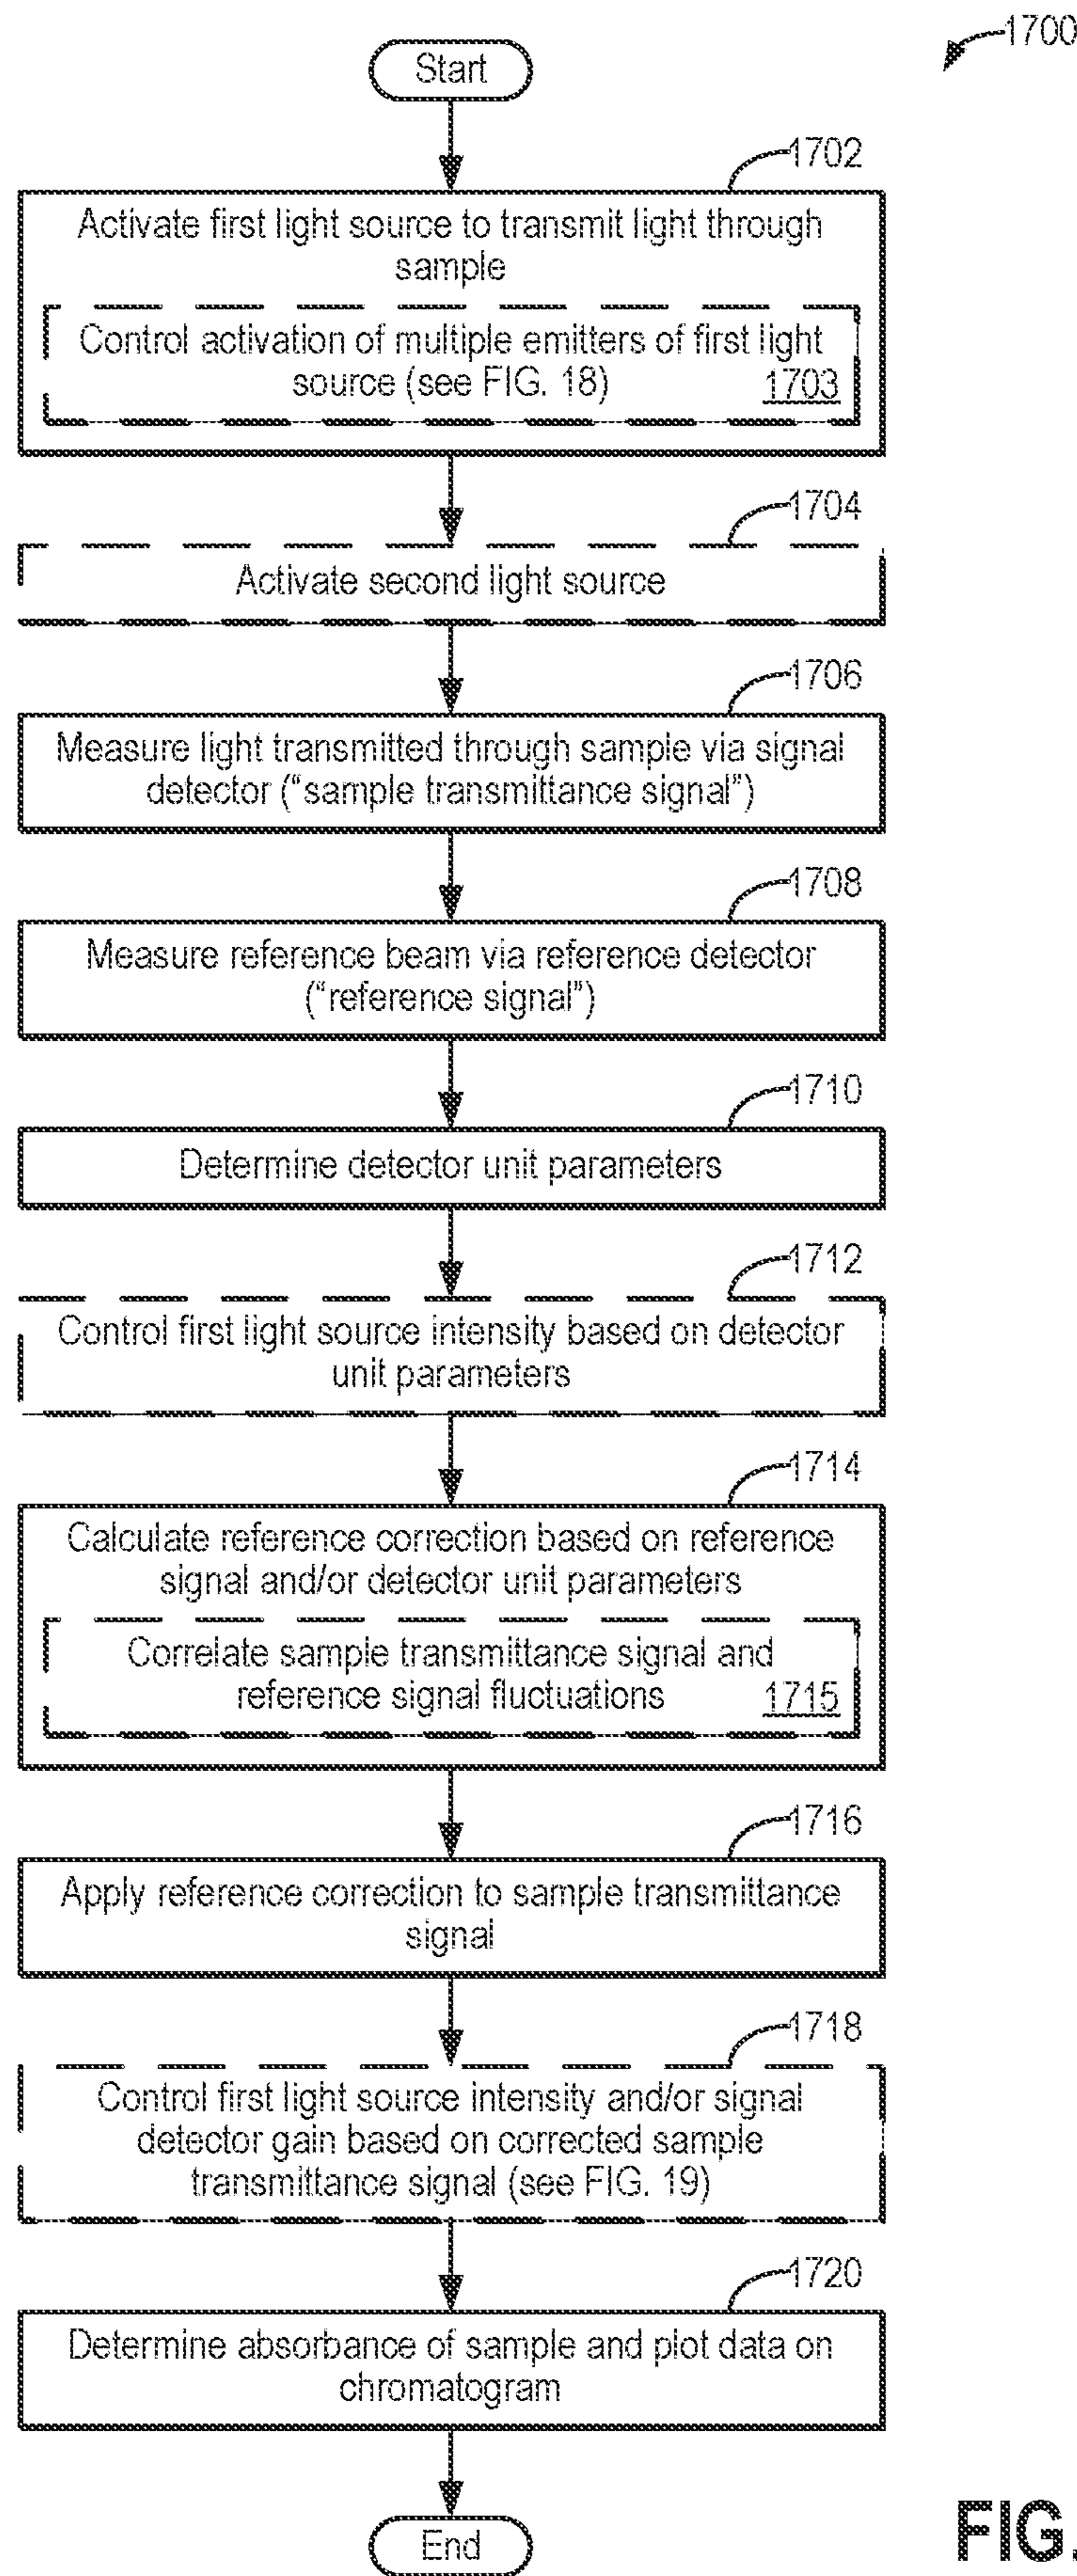 1700
Start
1702
Activate first light source to transmit light through
sample
Control activation of multiple emitters of first light
source (see FIG. 18) 1703
1704
Activate second light source
1706
Measure light transmitted through sample via signal
detector (“sample transmittance signal”)
1708
Measure reference beam via reference detector
(“reference signal”)
1710
Determine detector unit parameters
1712
Control first light source intensity based on detector
unit parameters
1714
Calculate reference correction based on reference
signal and/or detector unit parameters
Correlate sample transmittance signal and
reference signal fluctuations 1715
1716
Apply reference correction to sample transmittance
signal
1718
Control first light source intensity and/or signal
detector gain based on corrected sample
transmittance signal (see FIG. 19)
1720
Determine absorbance of sample and plot data on
chromatogram
End
FIG.